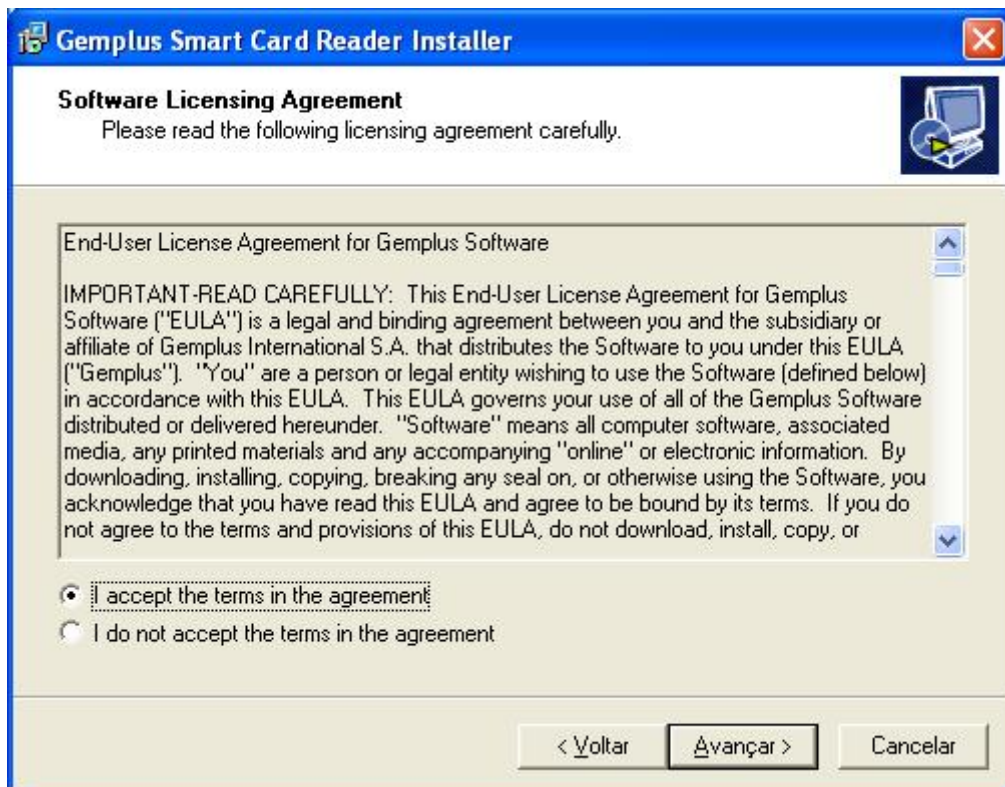 Gemplus Smart Card Reader Installer
Software Licensing Agreement
Please read the following licensing agreement carefully.
End-User License Agreement for Gemplus Software
IMPORTANT-READ CAREFULLY: This End-User License Agreement for Gemplus
Software ("EULA") is a legal and binding agreement between you and the subsidiary or
affiliate of Gemplus International S.A. that distributes the Software to you under this EULA
("Gemplus"). "You" are a person or legal entity wishing to use the Software (defined below)
in accordance with this EULA. This EULA governs your use of all of the Gemplus Software
distributed or delivered hereunder. "Software" means all computer software, associated
media, any printed materials and any accompanying "online" or electronic information. By
downloading, installing, copying, breaking any seal on, or otherwise using the Software, you
acknowledge that you have read this EULA and agree to be bound by its terms. If you do
not agree to the terms and provisions of this EULA, do not download, install, copy, or
I accept the terms in the agreement
I do not accept the terms in the agreement
< Voltar Avançar > Cancelar